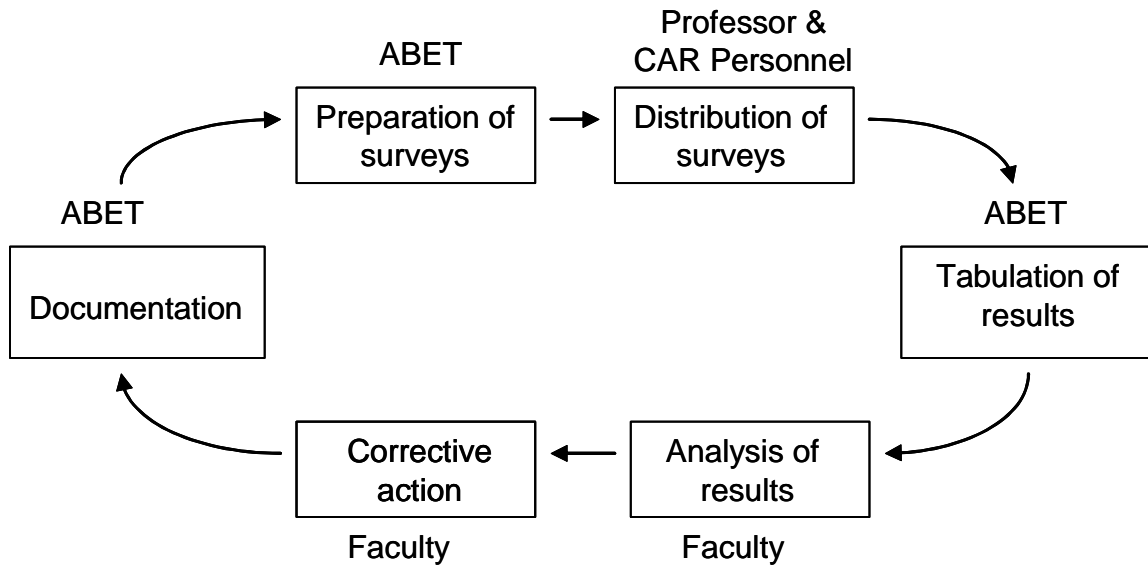 Professor &
CAR Personnel
ABET
Preparation of
surveys
Distribution of
surveys
ABET
Documentation
ABET
Tabulation of
results
Corrective
action
Faculty
Analysis of
results
Faculty